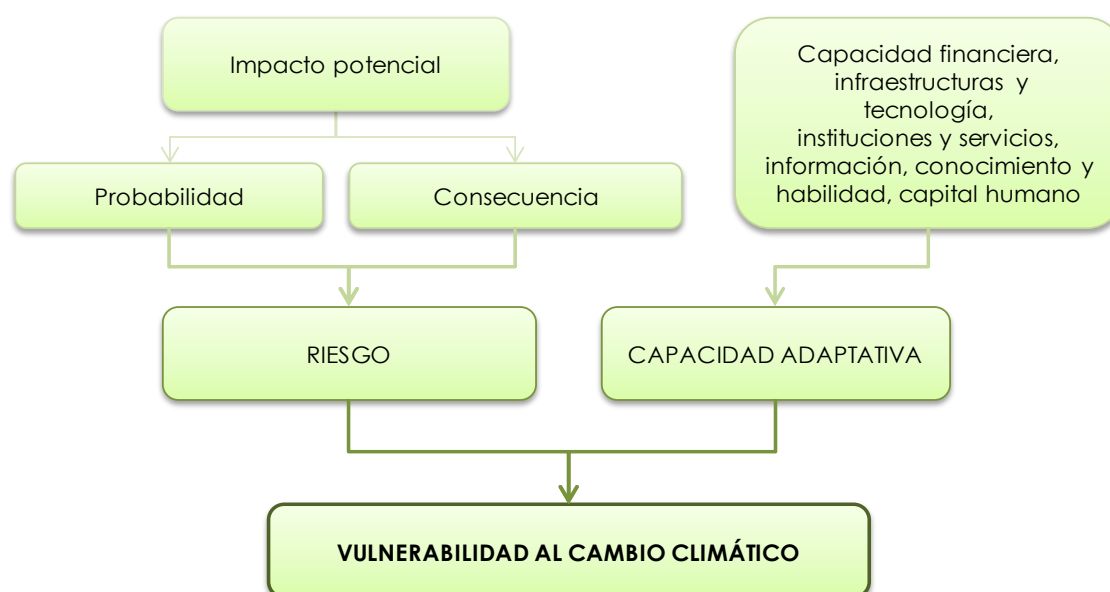 Impacto potencial
Capacidad financiera,
infraestructuras y
tecnología,
instituciones y servicios,
información, conocimiento y
habilidad, capital humano
Probabilidad
Consecuencia
RIESGO
CAPACIDAD ADAPTATIVA
VULNERABILIDAD AL CAMBIO CLIMÁTICO